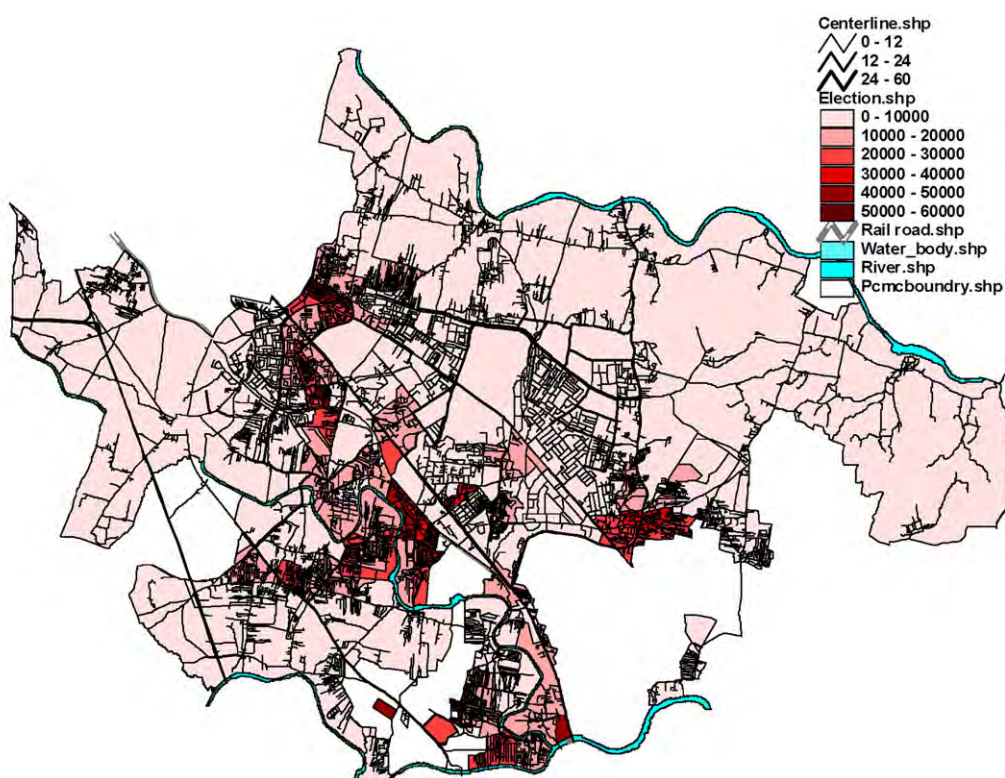 Centerline.shp
0 - 12
12 - 24
24 - 60
Election.shp
0 - 10000
10000 - 20000
20000 - 30000
30000 - 40000
40000 - 50000
50000 - 60000
Rail road.shp
Water_body.shp
River.shp
Pcmcboundry.shp